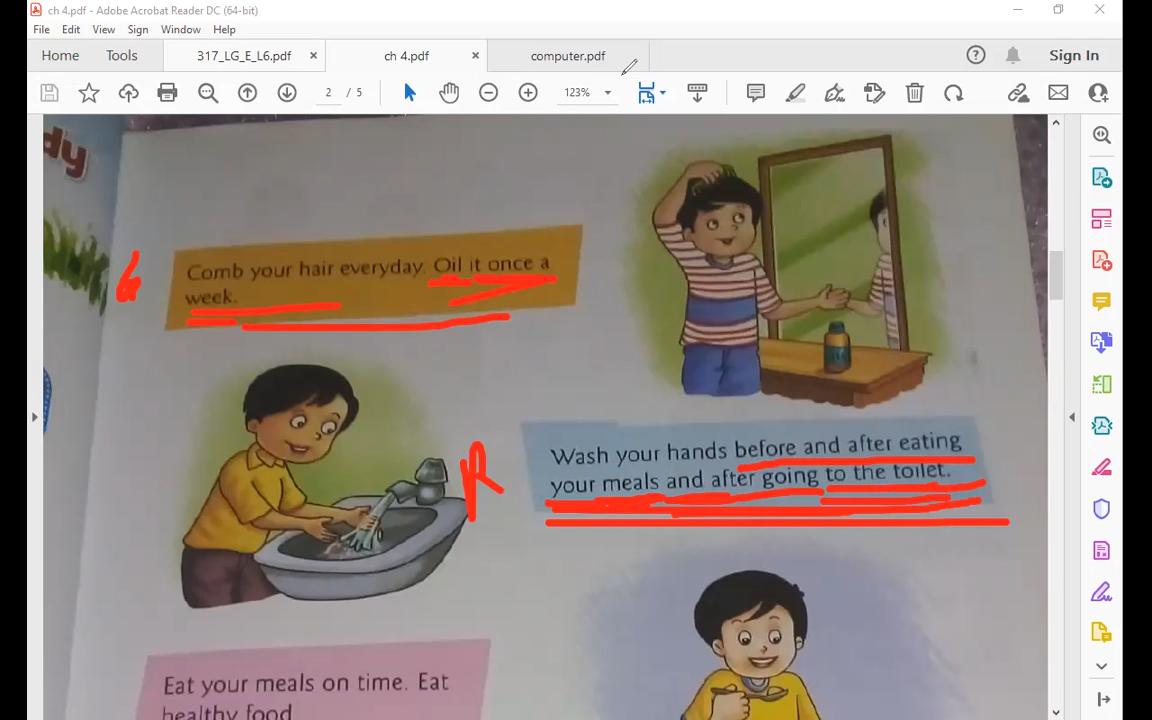 ch 4.pdf - Adobe Acrobat Reader DC (64-bit)
File Edit View Sign Window Help
Home Tools 317_LG_E_L6.pdf ch 4.pdf computer.pdf Sign In
2 / 5 123%
dy
Comb your hair everyday. Oil it once a
week.
Wash your hands before and after eating
your meals and after going to the toilet.
Eat your meals on time. Eat
healthy food